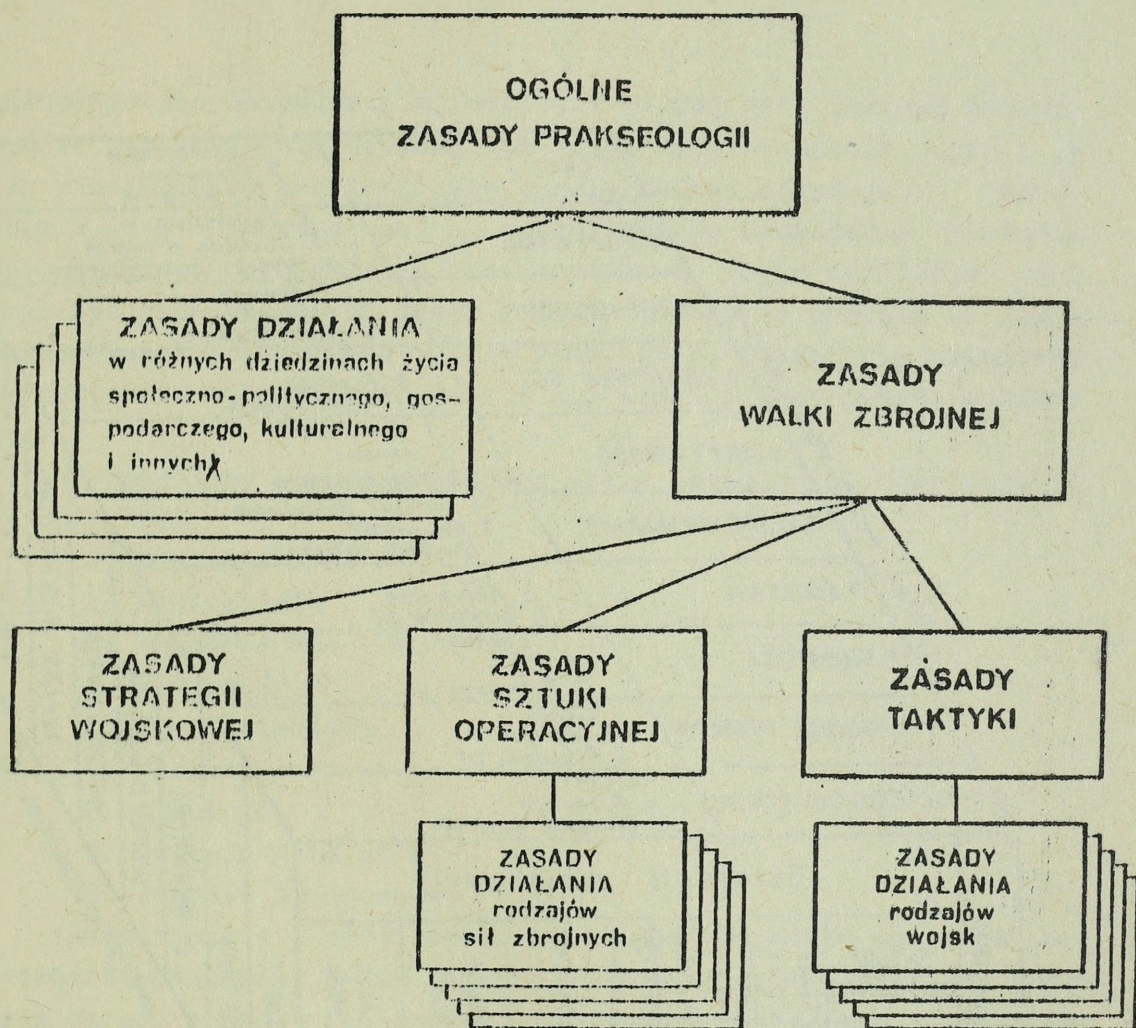 OGÓLNE
ZASADY PRAKSEOLOGII
ZASADY DZIAŁANIA
w różnych dziedzinach życia
społeczno-politycznego, gos-
podarczego, kulturalnego
i innych
ZASADY
WALKI ZBROJNEJ
ZASADY
STRATEGII
WOJSKOWEJ
ZASADY
SZTUKI
OPERACYJNEJ
ZASADY
TAKTYKI
ZASADY
DZIAŁANIA
rodzajów
sił zbrojnych
ZASADY
DZIAŁANIA
rodzajów
wojsk